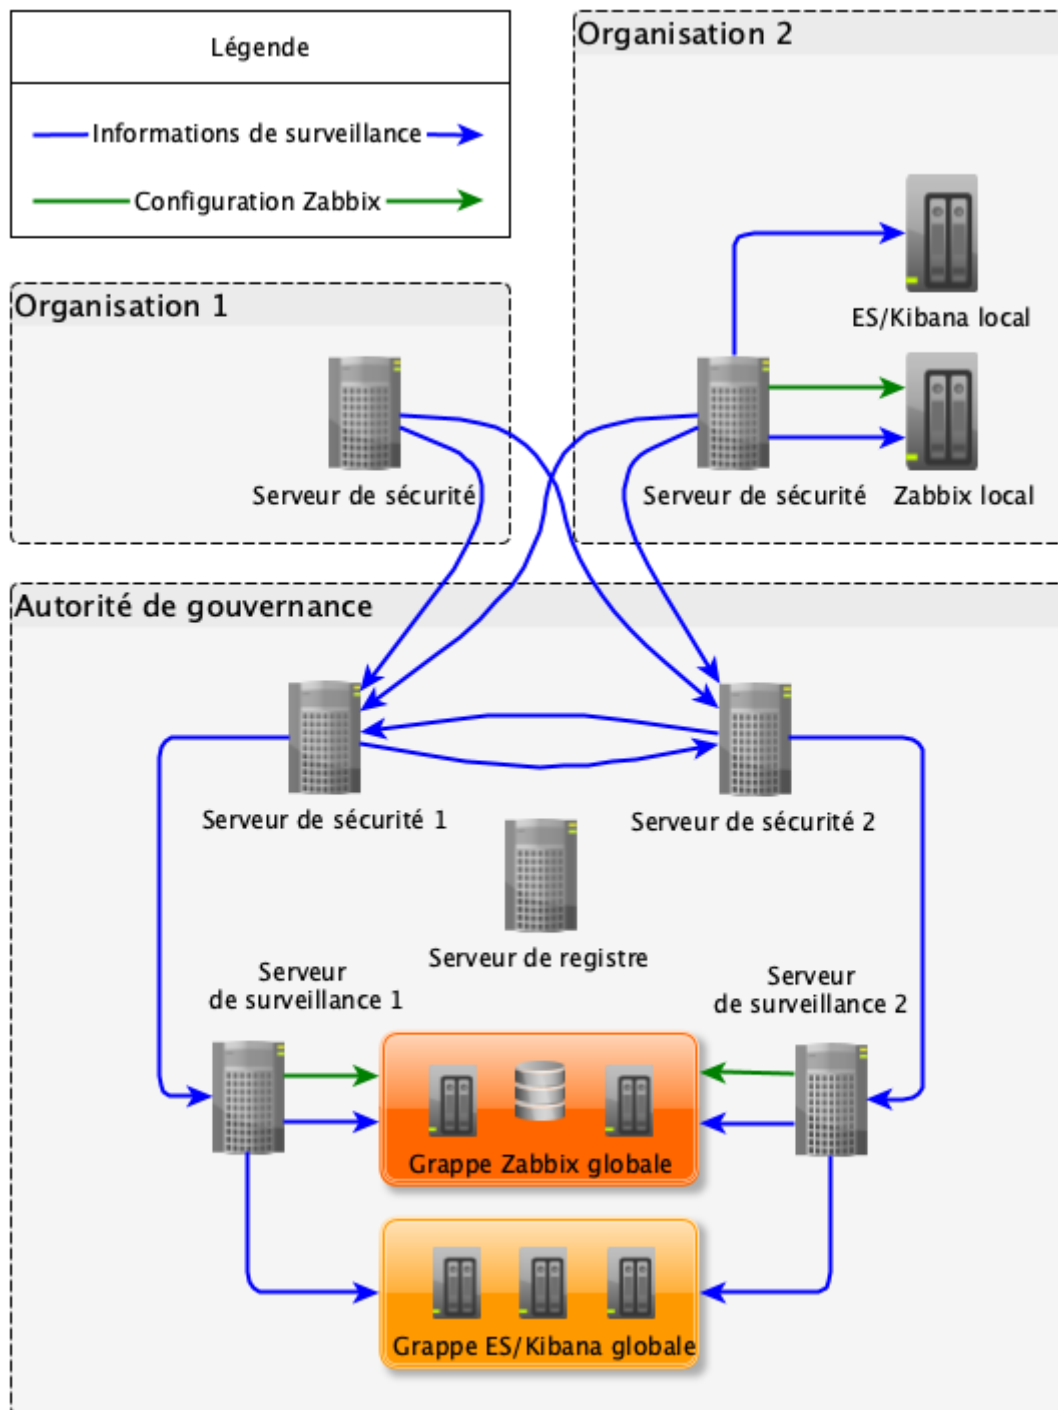 Légende
Informations de surveillance
Configuration Zabbix
Organisation 2
ES/Kibana local
Serveur de sécurité
Zabbix local
Organisation 1
Serveur de sécurité
Autorité de gouvernance
Serveur de sécurité 1
Serveur de sécurité 2
Serveur de registre
Serveur
de surveillance 1
Serveur
de surveillance 2
Grappe Zabbix globale
Grappe ES/Kibana globale